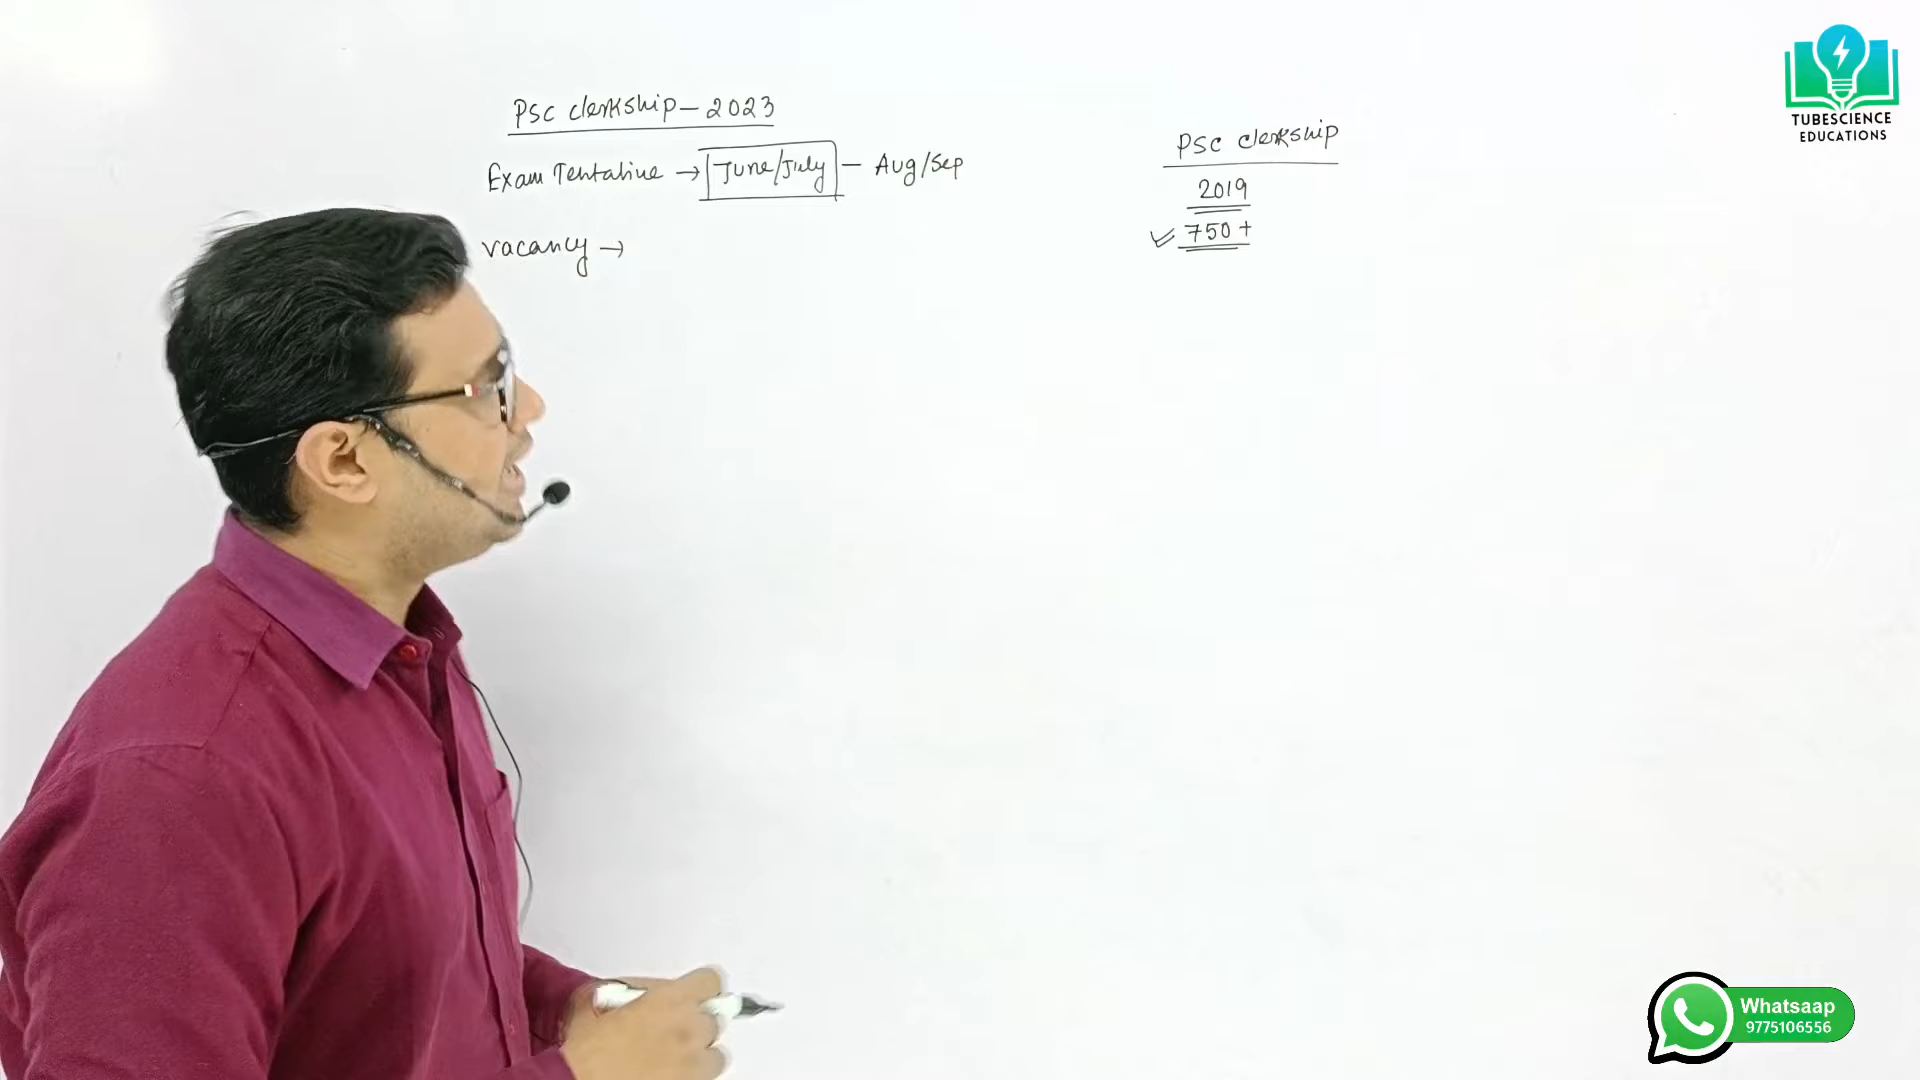 PSC clerkship – 2023
Exam Tentative → June/July – Aug/Sep
vacancy →
PSC clerkship
2019
750+
TUBESCIENCE
EDUCATIONS
Whatsaap
9775106556